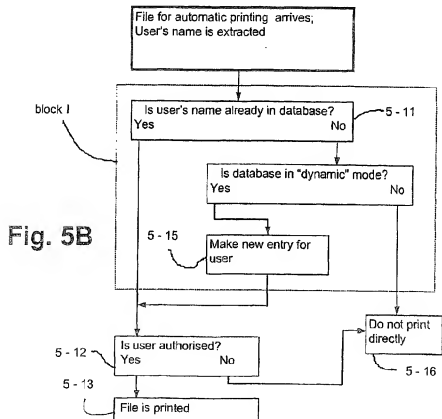 File for automatic printing arrives;
User's name is extracted
block I
Is user's name already in database?
Yes No
5 - 11
Is database in "dynamic" mode?
Yes No
Fig. 5B
5 - 15
Make new entry for
user
5 - 12
Is user authorised?
Yes No
Do not print
directly
5 - 16
5 - 13
File is printed